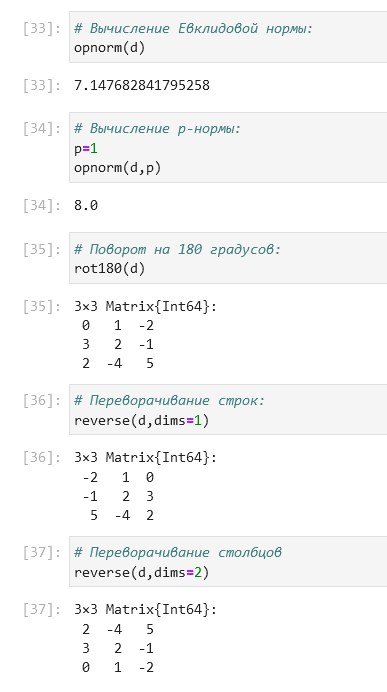 [33]: # Вычисление Евклидовой нормы:
opnorm(d)
[33]: 7.147682841795258
[34]: # Вычисление p-нормы:
p=1
opnorm(d,p)
[34]: 8.0
[35]: # Поворот на 180 градусов:
rot180(d)
[35]: 3×3 Matrix{Int64}:
0 1 -2
3 2 -1
2 -4 5
[36]: # Переворачивание строк:
reverse(d,dims=1)
[36]: 3×3 Matrix{Int64}:
-2 1 0
-1 2 3
5 -4 2
[37]: # Переворачивание столбцов
reverse(d,dims=2)
[37]: 3×3 Matrix{Int64}:
2 -4 5
3 2 -1
0 1 -2